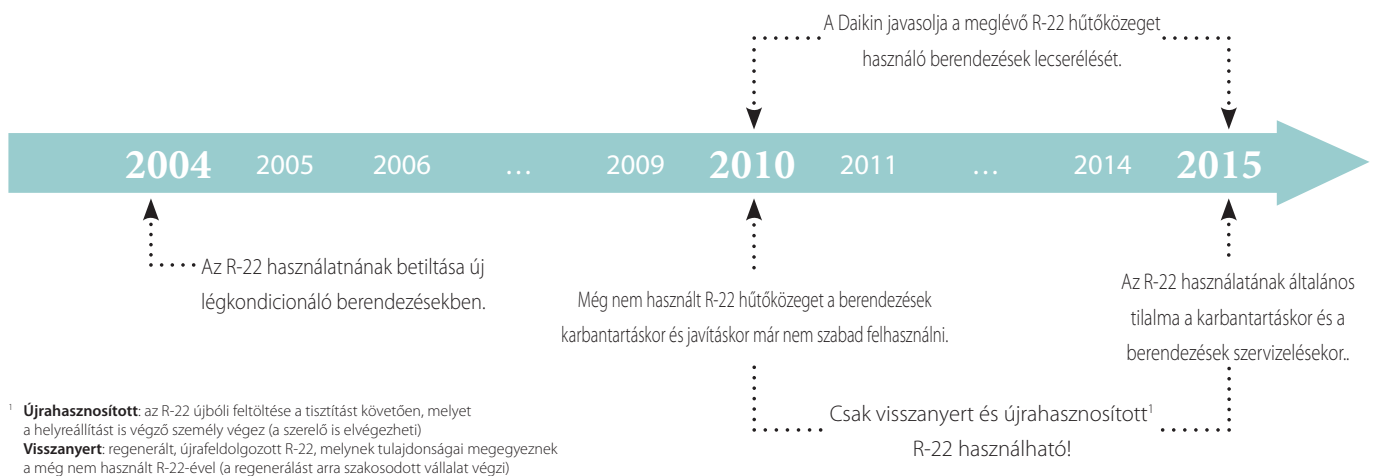 A Daikin javasolja a meglévő R-22 hűtőközeget
használó berendezések lecserélését.
2004 2005 2006 ... 2009 2010 2011 ... 2014 2015
Az R-22 használatnának betiltása új
légkondicionáló berendezésekben.
Még nem használt R-22 hűtőközeget a berendezések
karbantartáskor és javításkor már nem szabad felhasználni.
Az R-22 használatának általános
tilalma a karbantartáskor és a
berendezések szervizelésekor..
Csak visszanyert és újrahasznosított¹
R-22 használható!
¹ Újrahasznosított: az R-22 újbóli feltöltése a tisztítást követően, melyet
a helyreállítást is végző személy végez (a szerelő is elvégezheti)
Visszanyert: regenerált, újrafeldolgozott R-22, melynek tulajdonságai megegyeznek
a még nem használt R-22-ével (a regenerálást arra szakosodott vállalat végzi)